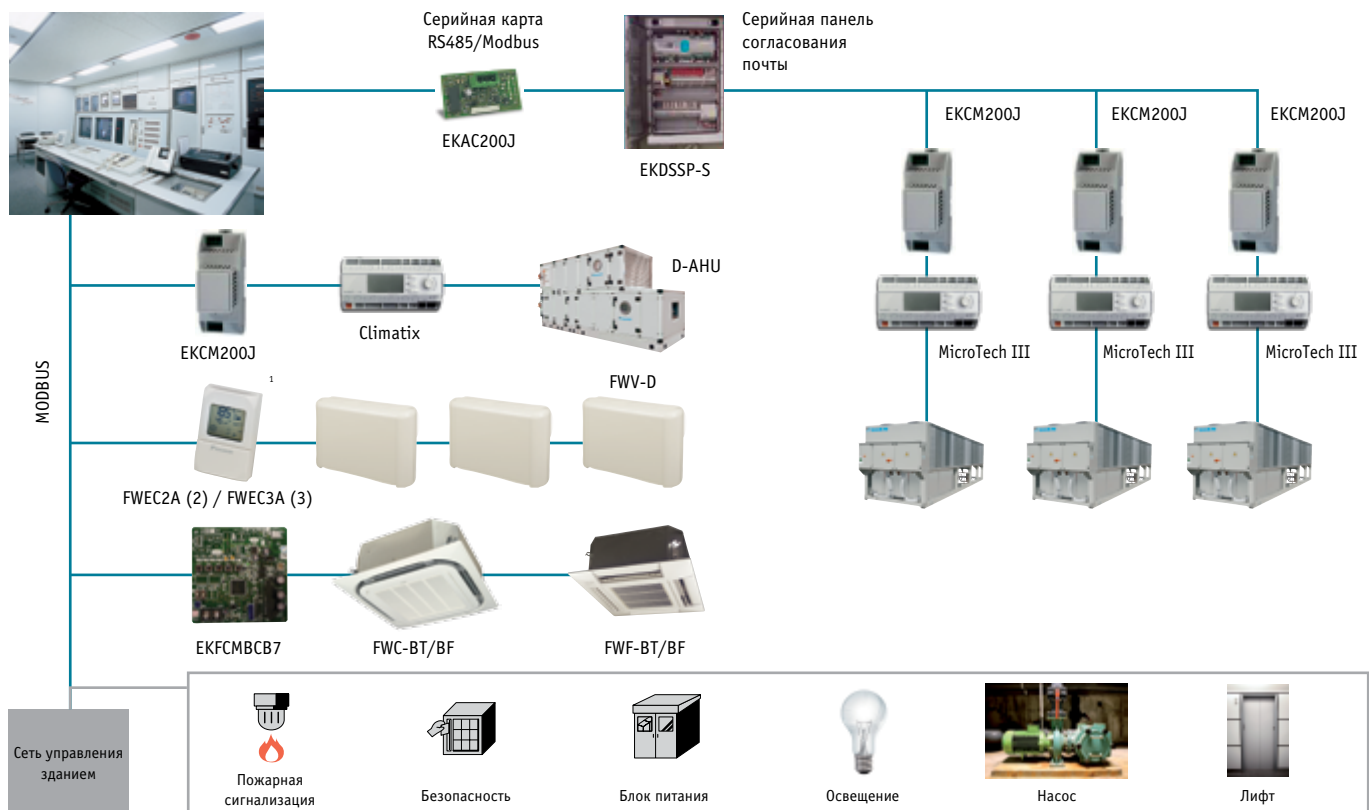 Серийная карта
RS485/Modbus
EKAC200J
Серийная панель
согласования
почты
EKDSSP-S
EKCM200J
EKCM200J
EKCM200J
MicroTech III
MicroTech III
MicroTech III
MODBUS
EKCM200J
Climatix
D-AHU
1
FWEC2A (2) / FWEC3A (3)
FWV-D
EKFCMBCB7
FWC-BT/BF
FWF-BT/BF
Сеть управления
зданием
Пожарная
сигнализация
Безопасность
Блок питания
Освещение
Насос
Лифт